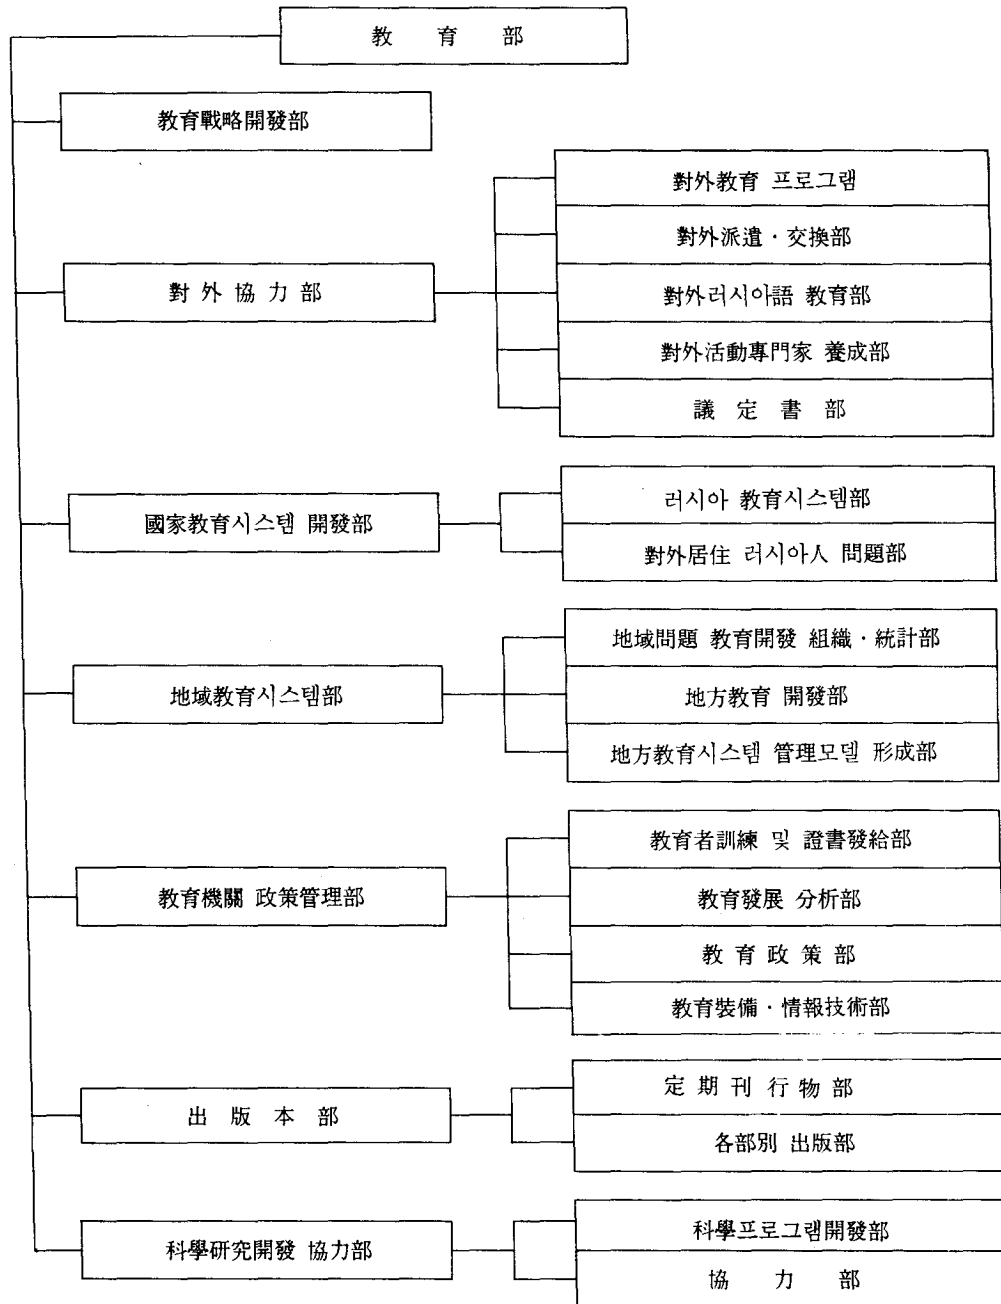 教 育 部
教育戰略開發部
對外協力部
對外教育 프로그램
對外派遣・交換部
對外러시아語 教育部
對外活動專門家 養成部
議 定 書 部
國家教育시스템 開發部
러시아 教育시스템部
對外居住 러시아人 問題部
地域教育시스템部
地域問題 教育開發 組織・統計部
地方教育 開發部
地方教育시스템 管理모델 形成部
教育機關 政策管理部
教育者訓練 및 證書發給部
教育發展 分析部
教育政策部
教育裝備・情報技術部
出 版 本 部
定期刊行物部
各部別 出版部
科學研究開發 協力部
科學프로그램開發部
協 力 部